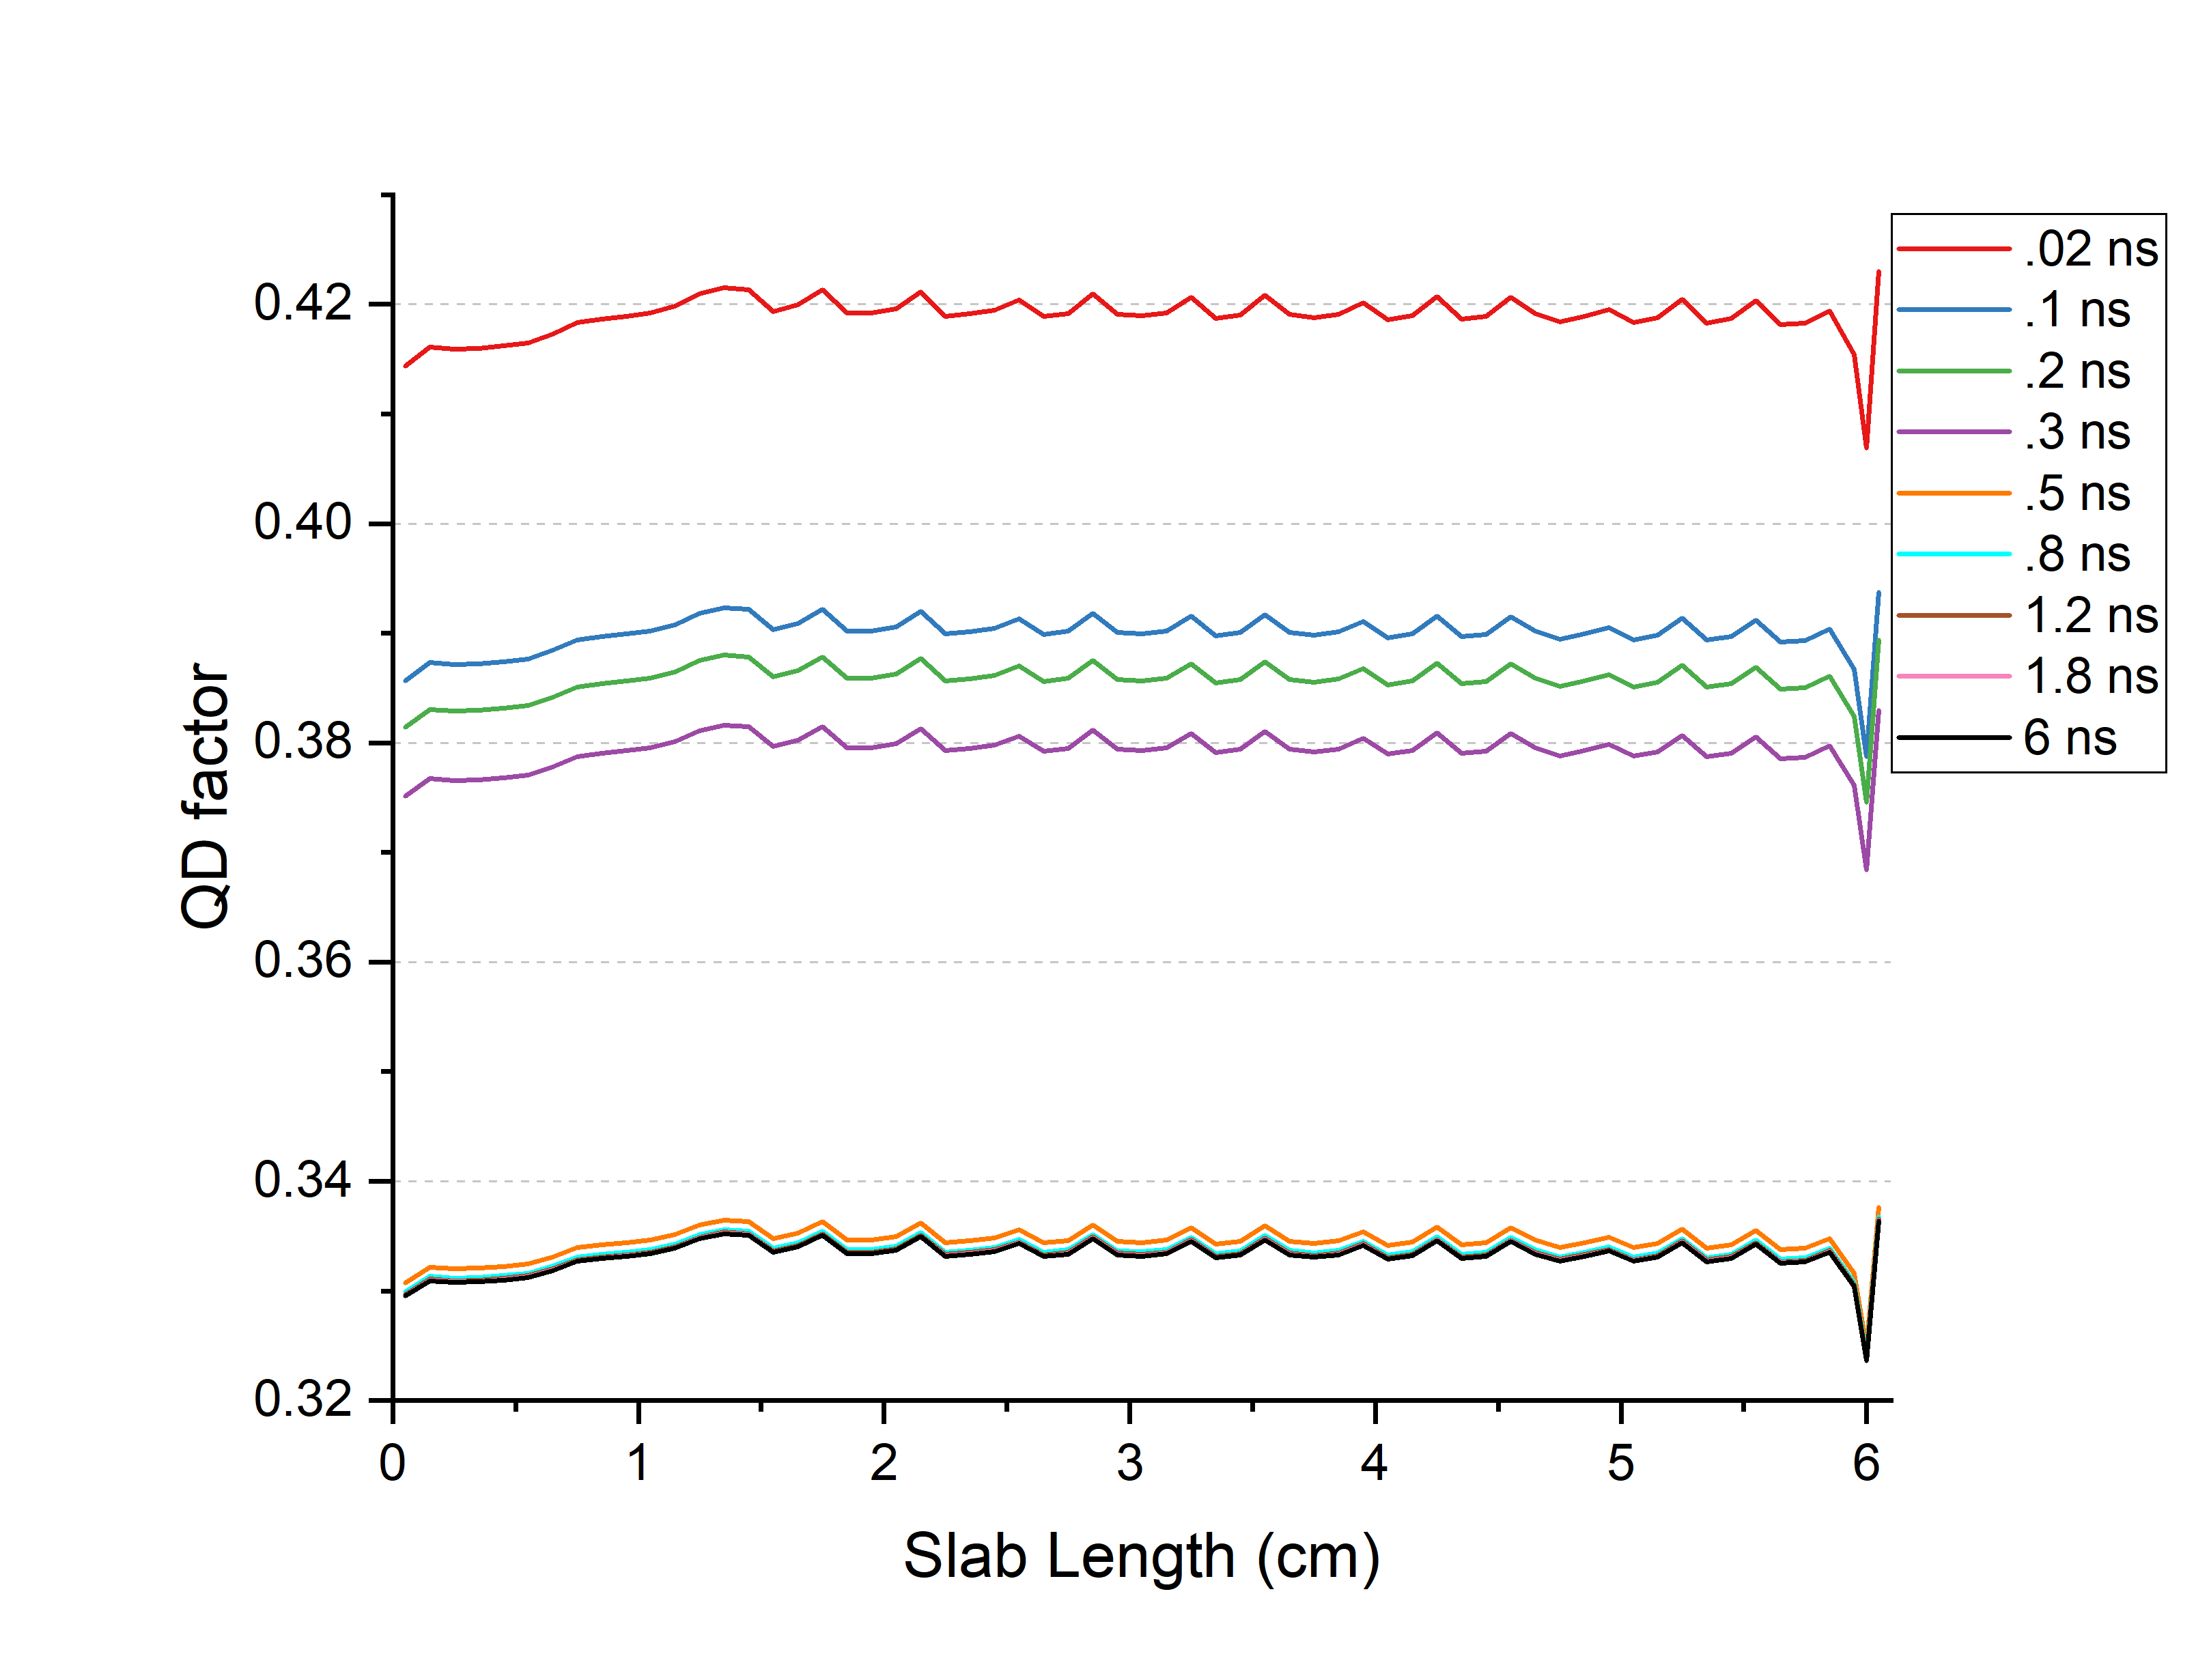 QD factor
0.42
0.40
0.38
0.36
0.34
0.32
0 1 2 3 4 5 6
Slab Length (cm)
.02 ns
.1 ns
.2 ns
.3 ns
.5 ns
.8 ns
1.2 ns
1.8 ns
6 ns